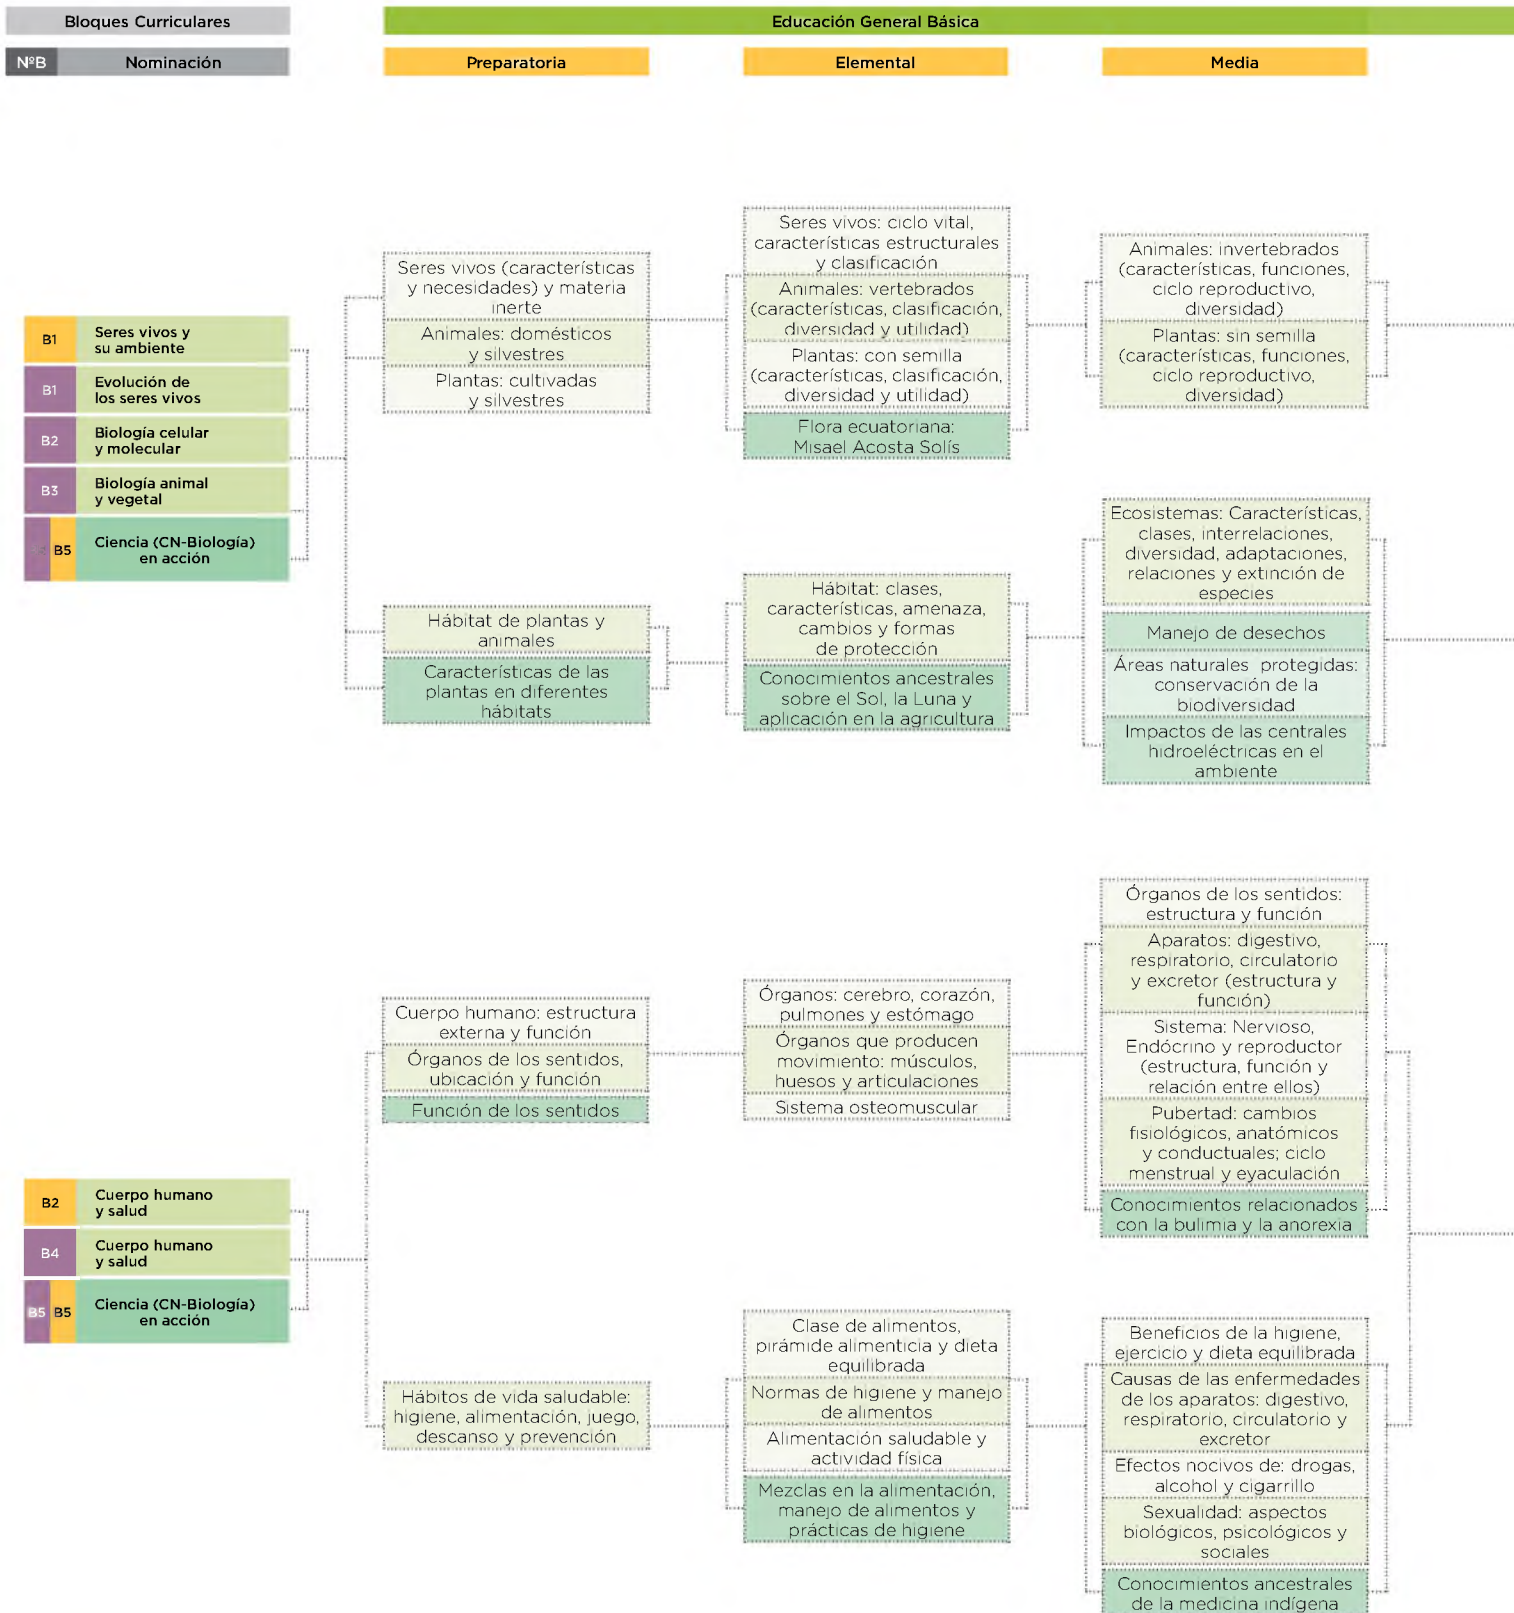 Bloques Curriculares
Educación General Básica
NºB
Nominación
Preparatoria
Elemental
Media
B1
Seres vivos y
su ambiente
B1
Evolución de
los seres vivos
B2
Biología celular
y molecular
B3
Biología animal
y vegetal
B5
Ciencia (CN-Biología)
en acción
Seres vivos (características
y necesidades) y materia
inerte
Animales: domésticos
y silvestres
Plantas: cultivadas
y silvestres
Seres vivos: ciclo vital,
características estructurales
y clasificación
Animales: vertebrados
(características, clasificación,
diversidad y utilidad)
Plantas: con semilla
(características, clasificación,
diversidad y utilidad)
Flora ecuatoriana:
Misael Acosta Solís
Animales: invertebrados
(características, funciones,
ciclo reproductivo,
diversidad)
Plantas: sin semilla
(características, funciones,
ciclo reproductivo,
diversidad)
Hábitat de plantas y
animales
Características de las
plantas en diferentes
hábitats
Hábitat: clases,
características, amenaza,
cambios y formas
de protección
Conocimientos ancestrales
sobre el Sol, la Luna y
aplicación en la agricultura
Ecosistemas: Características,
clases, interrelaciones,
diversidad, adaptaciones,
relaciones y extinción de
especies
Manejo de desechos
Áreas naturales protegidas:
conservación de la
biodiversidad
Impactos de las centrales
hidroeléctricas en el
ambiente
B2
Cuerpo humano
y salud
B4
Cuerpo humano
y salud
B5 B5
Ciencia (CN-Biología)
en acción
Cuerpo humano: estructura
externa y función
Órganos de los sentidos,
ubicación y función
Función de los sentidos
Órganos: cerebro, corazón,
pulmones y estómago
Órganos que producen
movimiento: músculos,
huesos y articulaciones
Sistema osteomuscular
Órganos de los sentidos:
estructura y función
Aparatos: digestivo,
respiratorio, circulatorio
y excretor (estructura y
función)
Sistema: Nervioso,
Endócrino y reproductor
(estructura, función y
relación entre ellos)
Pubertad: cambios
fisiológicos, anatómicos
y conductuales; ciclo
menstrual y eyaculación
Conocimientos relacionados
con la bulimia y la anorexia
Hábitos de vida saludable:
higiene, alimentación, juego,
descanso y prevención
Clase de alimentos,
pirámide alimenticia y dieta
equilibrada
Normas de higiene y manejo
de alimentos
Alimentación saludable y
actividad física
Mezclas en la alimentación,
manejo de alimentos y
prácticas de higiene
Beneficios de la higiene,
ejercicio y dieta equilibrada
Causas de las enfermedades
de los aparatos: digestivo,
respiratorio, circulatorio y
excretor
Efectos nocivos de: drogas,
alcohol y cigarrillo
Sexualidad: aspectos
biológicos, psicológicos y
sociales
Conocimientos ancestrales
de la medicina indígena